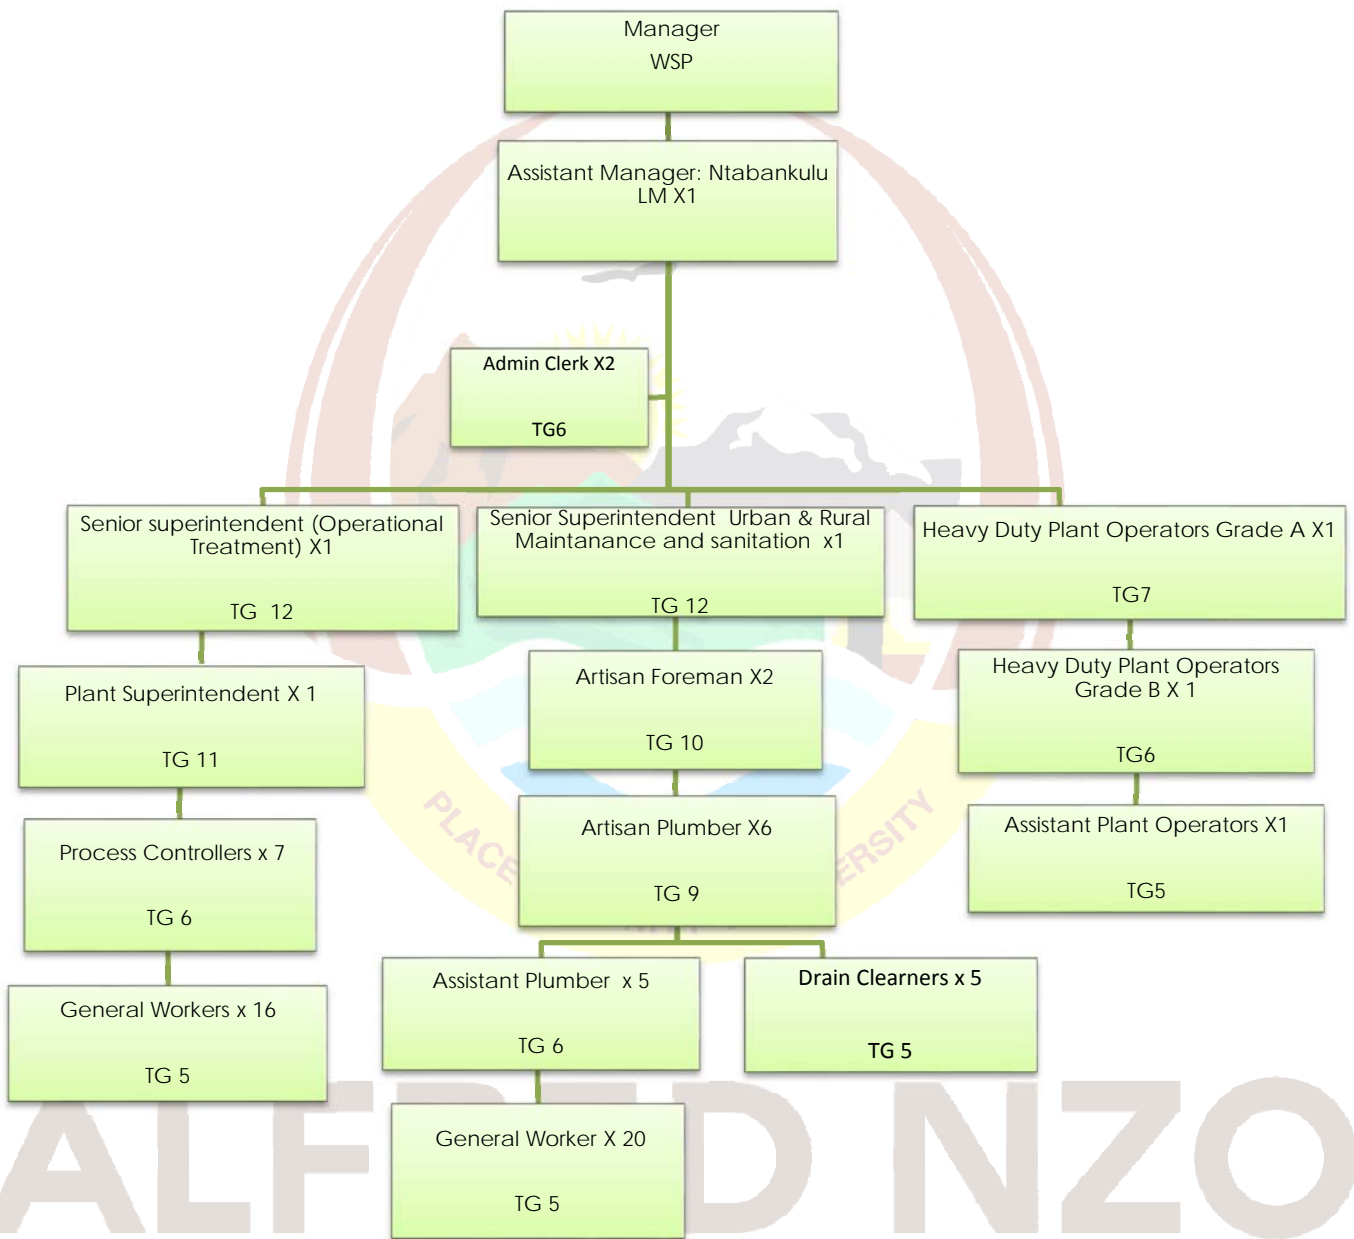 Manager
WSP
Assistant Manager: Ntabankulu
LM X1
Admin Clerk X2
TG6
Senior superintendent (Operational
Treatment) X1
TG 12
Senior Superintendent Urban & Rural
Maintanance and sanitation x1
TG 12
Heavy Duty Plant Operators Grade A X1
TG7
Plant Superintendent X 1
TG 11
Artisan Foreman X2
TG 10
Heavy Duty Plant Operators
Grade B X 1
TG6
Process Controllers x 7
TG 6
Artisan Plumber X6
TG 9
Assistant Plant Operators X1
TG5
General Workers x 16
TG 5
Assistant Plumber x 5
TG 6
Drain Clearners x 5
TG 5
General Worker X 20
TG 5
PLACE
ALFRED NZO